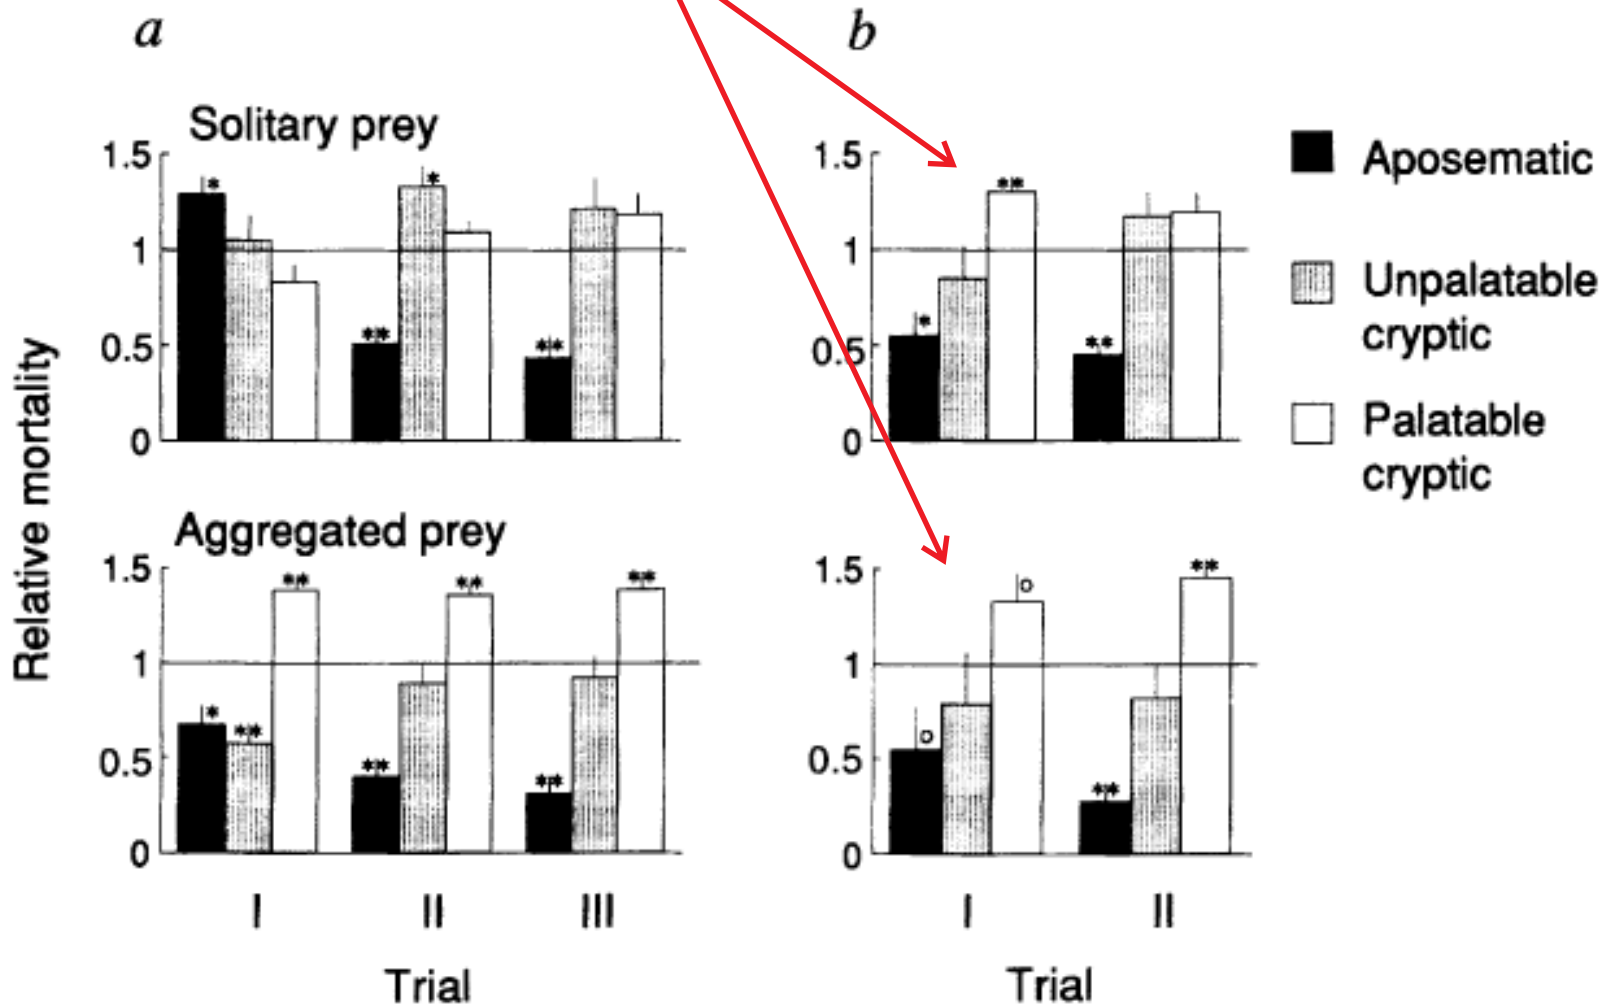 a
b
Solitary prey
1.5
1
0.5
0
* * ** **
1.5
1
0.5
0
** * **
Aposematic
Unpalatable
cryptic
Palatable
cryptic
Relative mortality
Aggregated prey
1.5
1
0.5
0
* ** ** ** ** ** **
1.5
1
0.5
0
o o ** **
I II III
I II
Trial
Trial